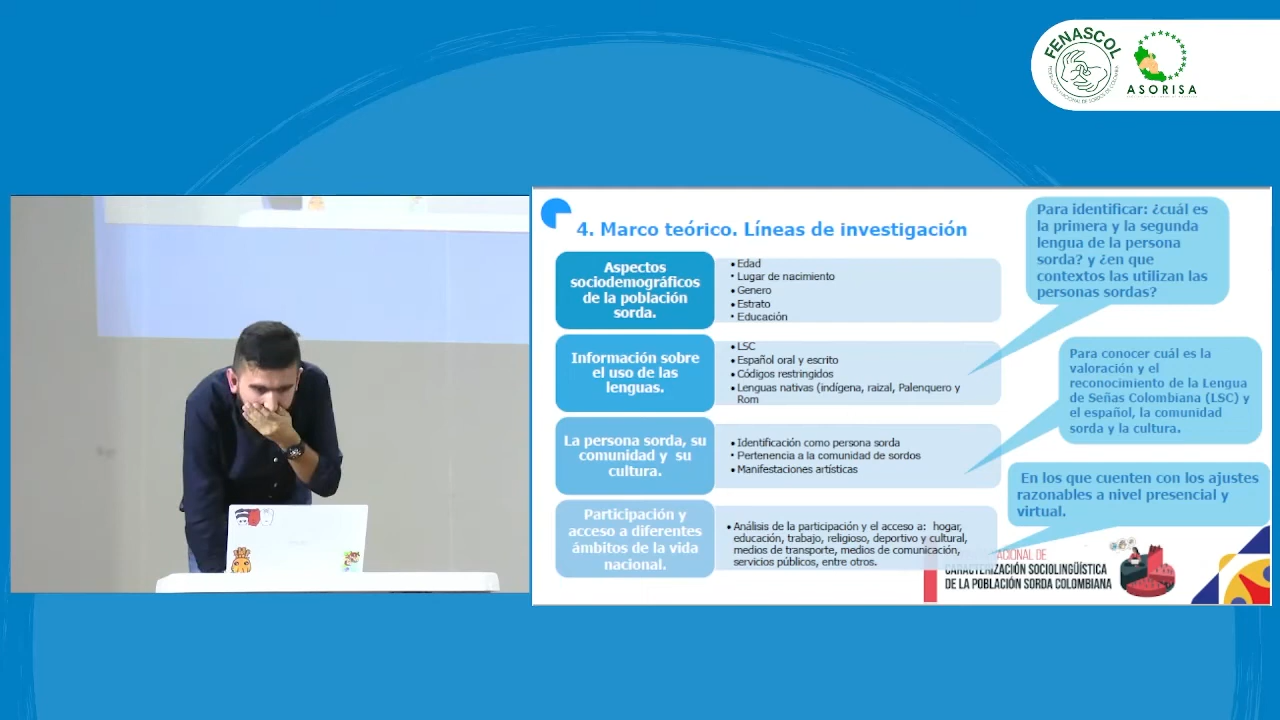 FENASCOL
ASORISA
4. Marco teórico. Líneas de investigación
Aspectos
sociodemográficos
de la población
sorda.
• Edad
• Lugar de nacimiento
• Genero
• Estrato
• Educación
Para identificar: ¿cuál es
la primera y la segunda
lengua de la persona
sorda? y ¿en que
contextos las utilizan las
personas sordas?
Información sobre
el uso de las
lenguas.
• LSC
• Español oral y escrito
• Códigos restringidos
• Lenguas nativas (indígena, raizal, Palenquero y
Rom
Para conocer cuál es la
valoración y el
reconocimiento de la Lengua
de Señas Colombiana (LSC) y
el español, la comunidad
sorda y la cultura.
La persona sorda, su
comunidad y su
cultura.
• Identificación como persona sorda
• Pertenencia a la comunidad de sordos
• Manifestaciones artísticas
En los que cuenten con los ajustes
razonables a nivel presencial y
virtual.
Participación y
acceso a diferentes
ámbitos de la vida
nacional.
• Análisis de la participación y el acceso a: hogar,
educación, trabajo, religioso, deportivo y cultural,
medios de transporte, medios de comunicación,
servicios públicos, entre otros.
ACIONAL DE
CARACTERIZACIÓN SOCIOLINGÜÍSTICA
DE LA POBLACIÓN SORDA COLOMBIANA